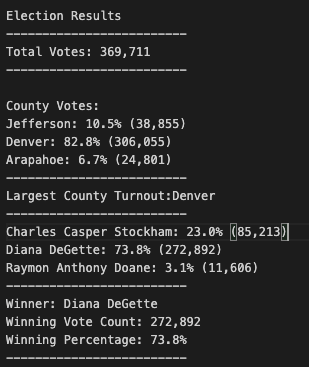 Election Results
-------------------------
Total Votes: 369,711
-------------------------
County Votes:
Jefferson: 10.5% (38,855)
Denver: 82.8% (306,055)
Arapahoe: 6.7% (24,801)
-------------------------
Largest County Turnout:Denver
-------------------------
Charles Casper Stockham: 23.0% (85,213)
Diana DeGette: 73.8% (272,892)
Raymon Anthony Doane: 3.1% (11,606)
-------------------------
Winner: Diana DeGette
Winning Vote Count: 272,892
Winning Percentage: 73.8%
-------------------------